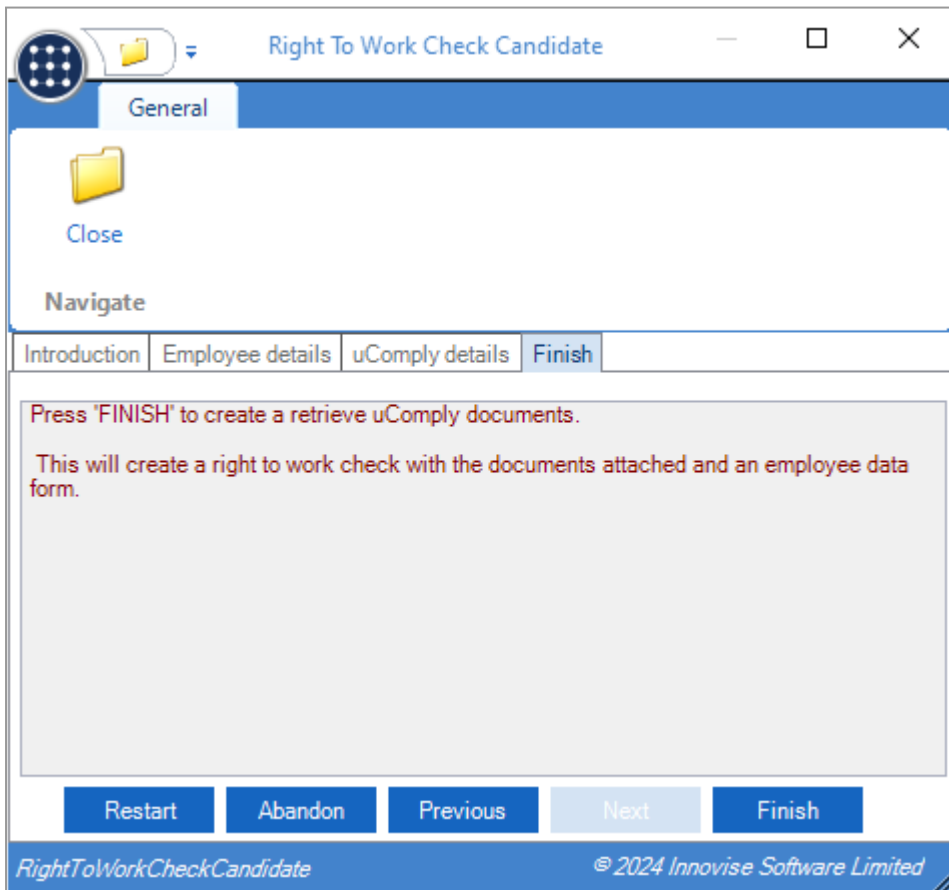 Right To Work Check Candidate
General
Close
Navigate
Introduction Employee details uComply details Finish
Press 'FINISH' to create a retrieve uComply documents.
This will create a right to work check with the documents attached and an employee data
form.
Restart Abandon Previous Next Finish
RightToWorkCheckCandidate © 2024 Innovise Software Limited